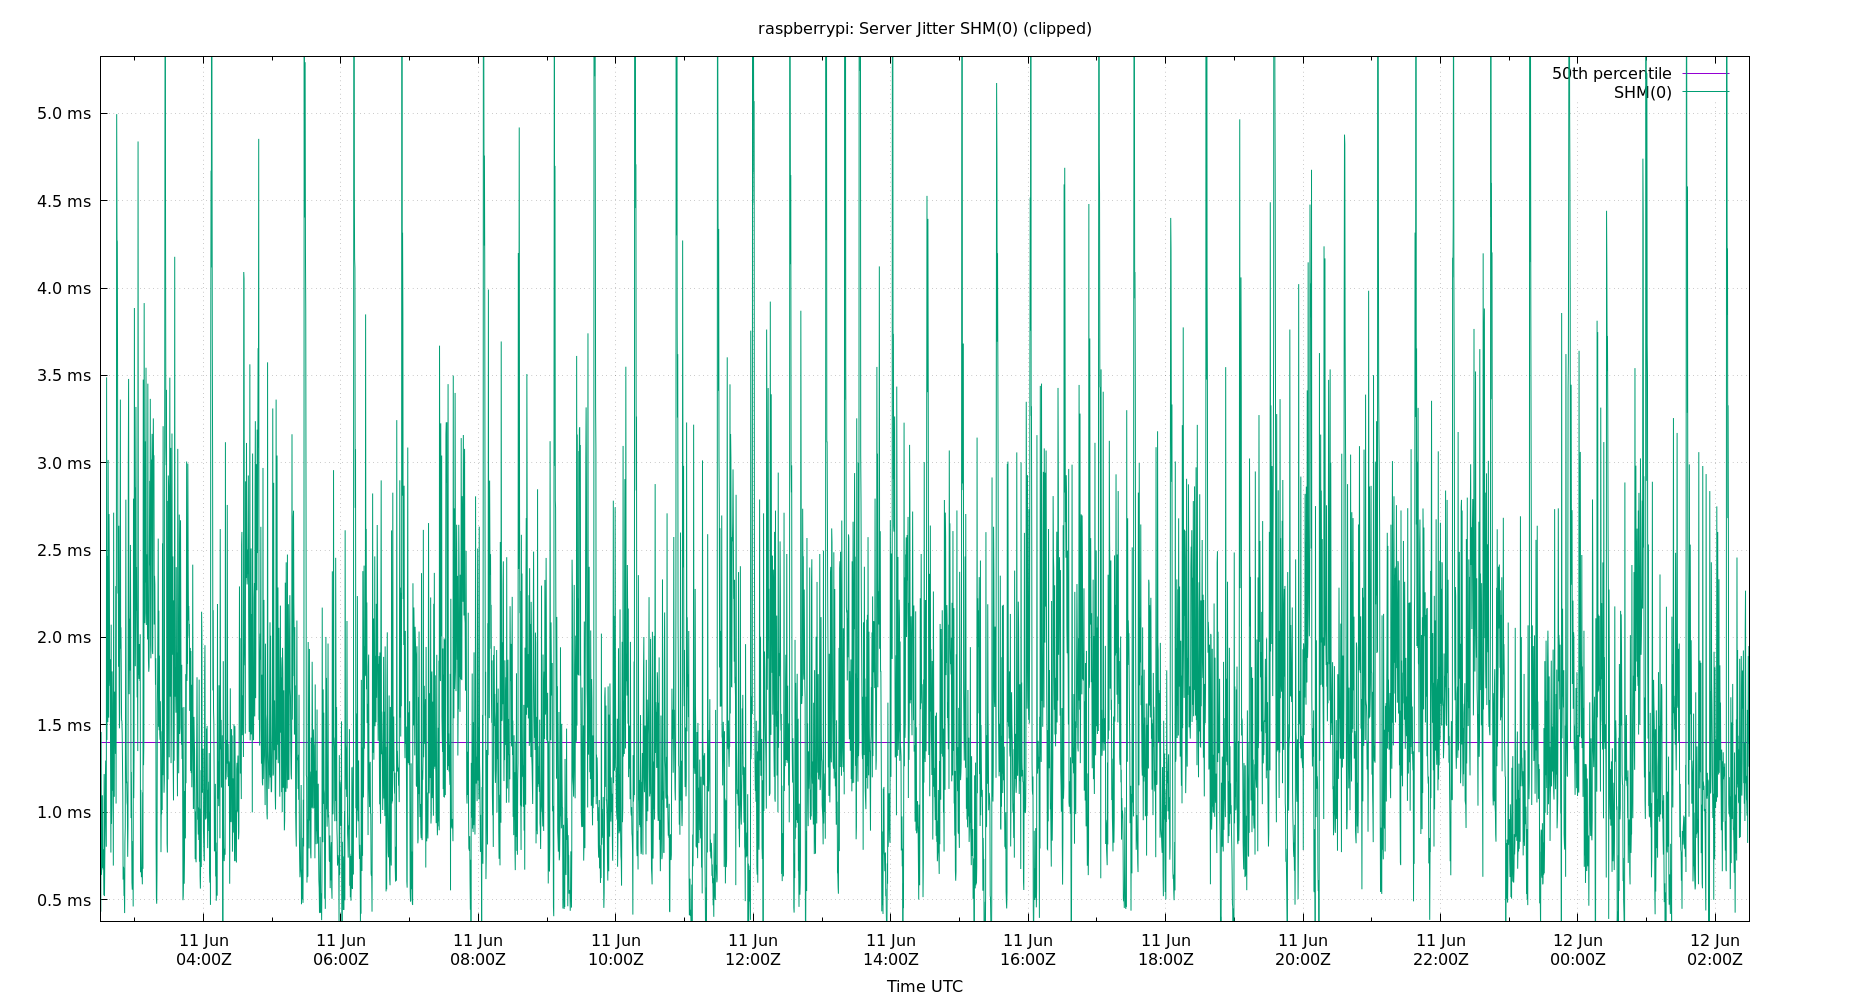 raspberrypi: Server Jitter SHM(0) (clipped)
50th percentile
SHM(0)
5.0 ms
4.5 ms
4.0 ms
3.5 ms
3.0 ms
2.5 ms
2.0 ms
1.5 ms
1.0 ms
0.5 ms
11 Jun 11 Jun 11 Jun 11 Jun 11 Jun 11 Jun 11 Jun 11 Jun 11 Jun 11 Jun 12 Jun 12 Jun
04:00Z 06:00Z 08:00Z 10:00Z 12:00Z 14:00Z 16:00Z 18:00Z 20:00Z 22:00Z 00:00Z 02:00Z
Time UTC